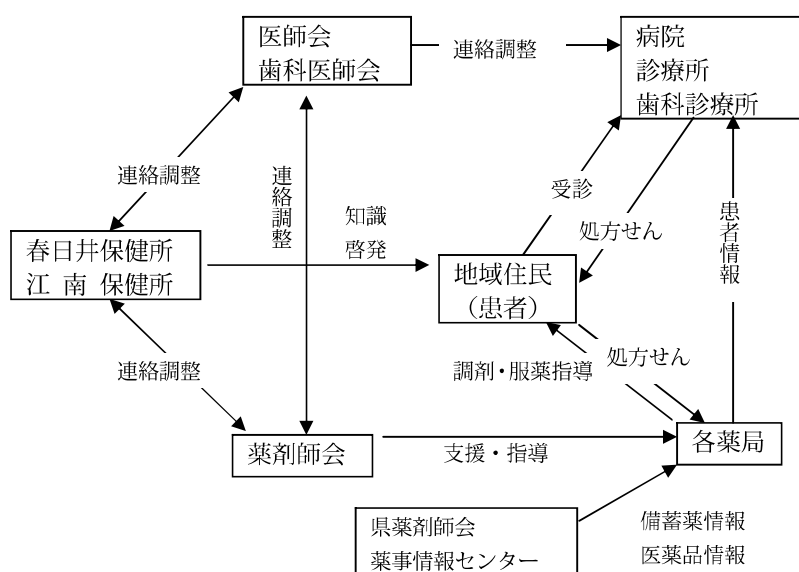 医師会
歯科医師会
連絡調整
病院
診療所
歯科診療所
連絡調整
連絡調整
知識
啓発
受診
処方せん
患者情報
春日井保健所
江 南 保健所
地域住民
（患者）
連絡調整
調剤・服薬指導
処方せん
薬剤師会
支援・指導
各薬局
県薬剤師会
薬事情報センター
備蓄薬情報
医薬品情報